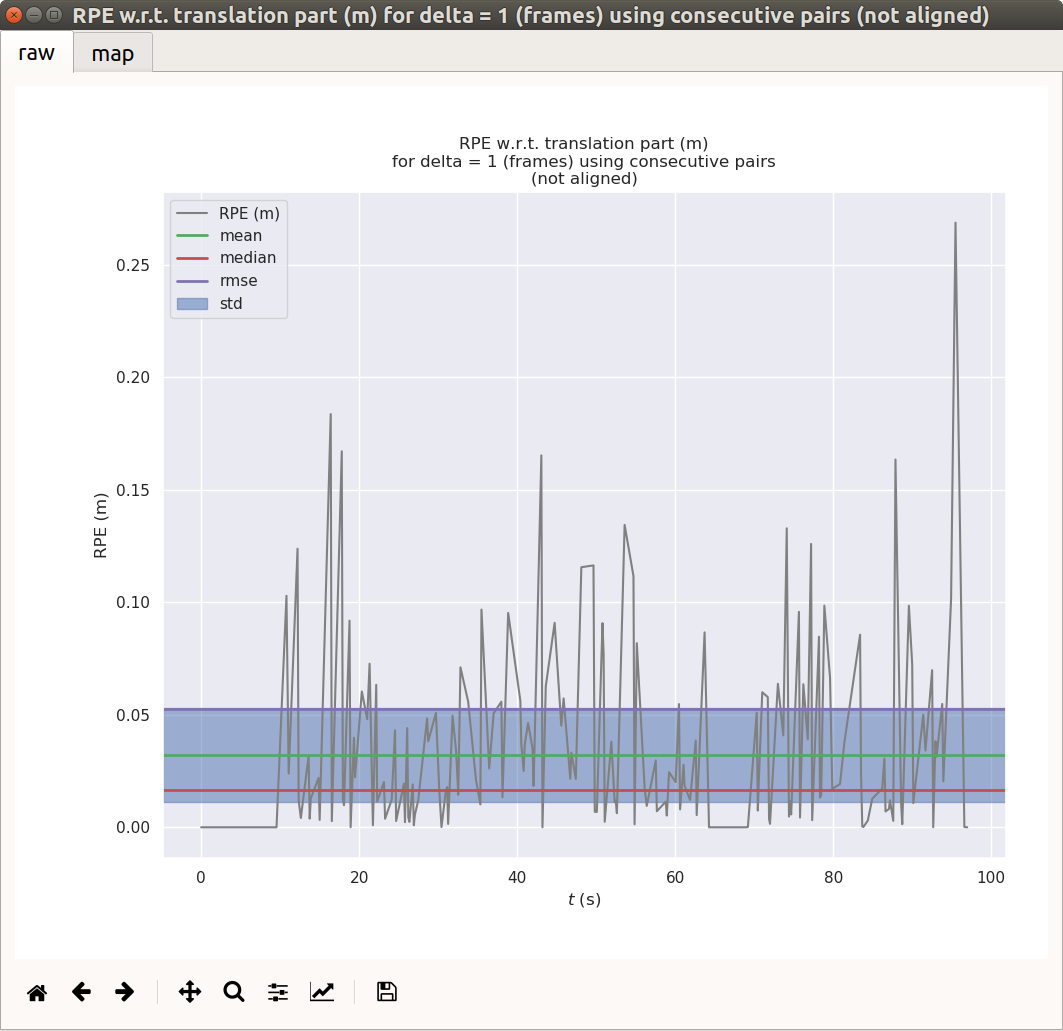 RPE w.r.t. translation part (m) for delta = 1 (frames) using consecutive pairs (not aligned)
raw
map
RPE w.r.t. translation part (m)
for delta = 1 (frames) using consecutive pairs
(not aligned)
RPE (m)
mean
median
rmse
std
0.25
0.20
0.15
0.10
0.05
0.00
RPE (m)
0
20
40
60
80
100
t (s)